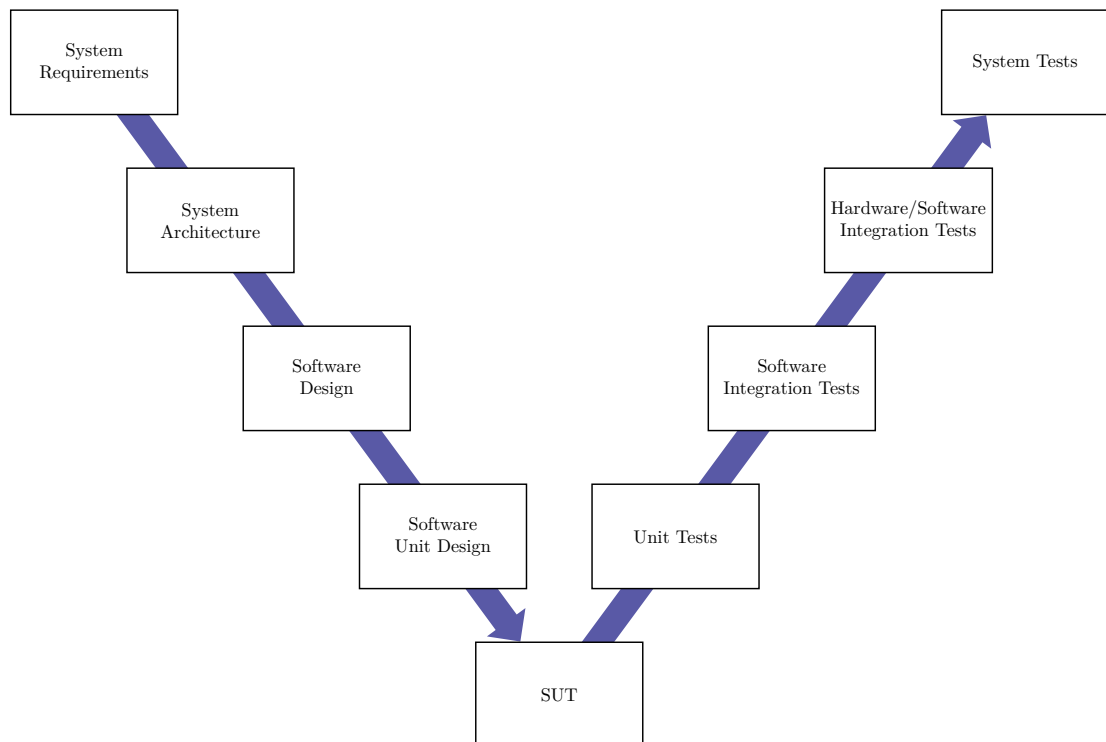 System
Requirements
System Tests
System
Architecture
Hardware/Software
Integration Tests
Software
Design
Software
Integration Tests
Software
Unit Design
Unit Tests
SUT